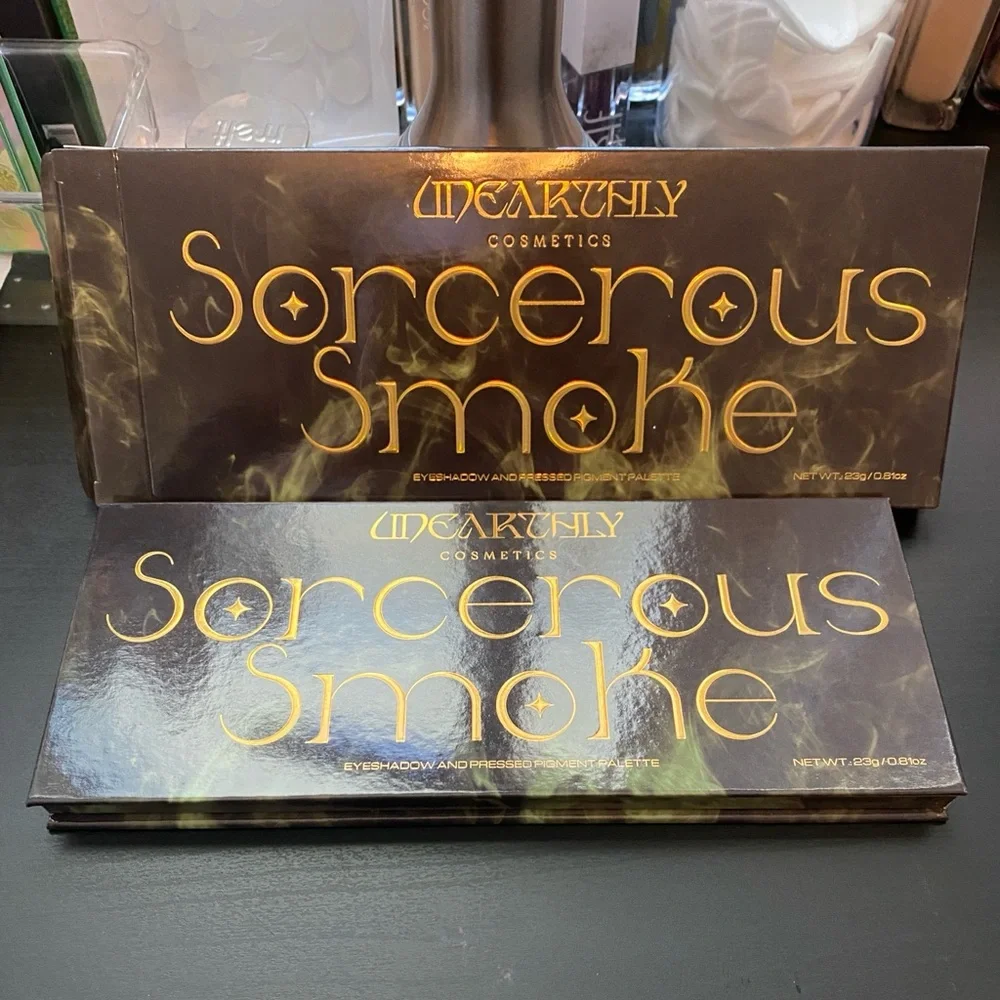 UNEARTHLY
COSMETICS
Sorcerous
Smoke
EYESHADOW AND PRESSED PIGMENT PALETTE
NET WT.: 23g / 0.81oz
UNEARTHLY
COSMETICS
Sorcerous
Smoke
EYESHADOW AND PRESSED PIGMENT PALETTE
NET WT.: 23g / 0.81oz